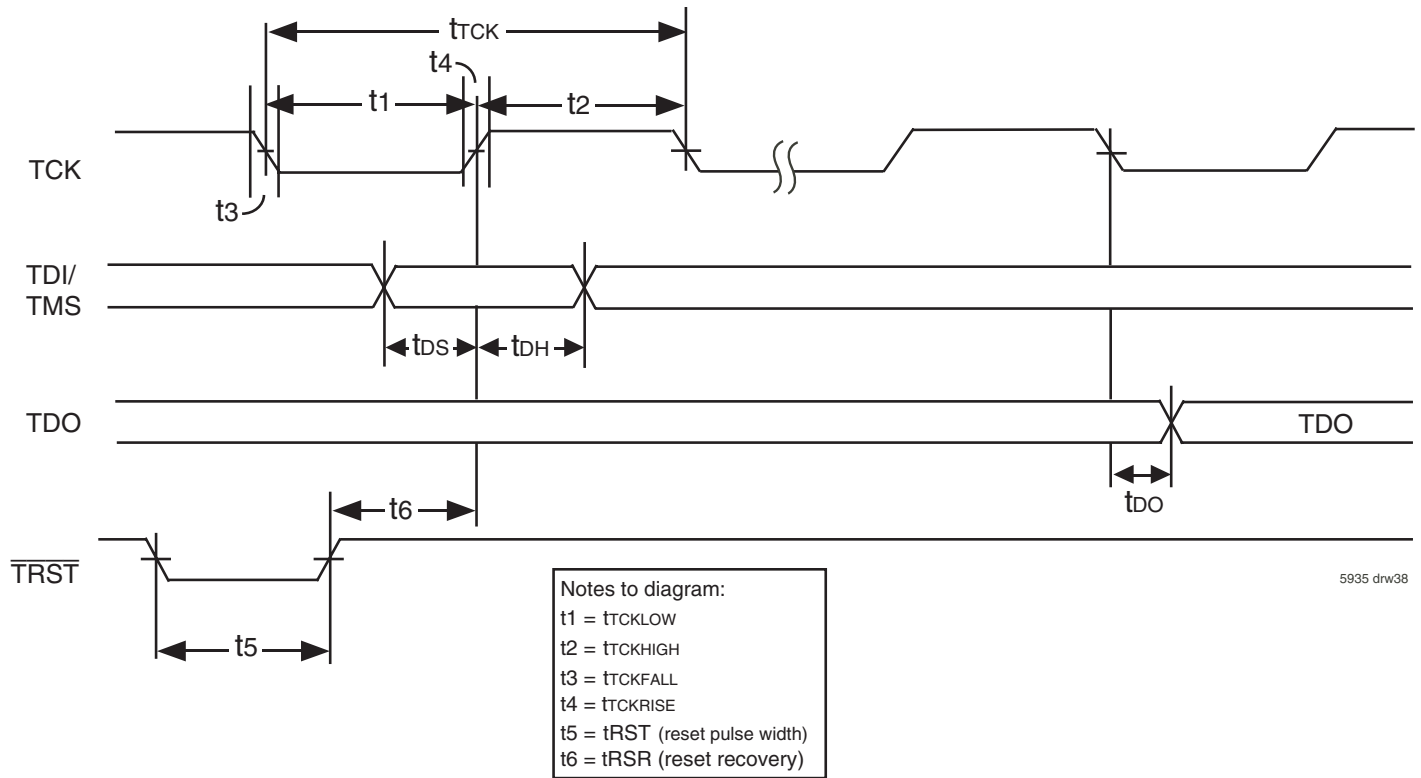 tTCK
t4
t1
t2
TCK
t3
TDI/
TMS
tDS
tDH
TDO
TDO
tDO
t6
TRST
5935 drw38
t5
Notes to diagram:
t1 = tTCKLOW
t2 = tTCKHIGH
t3 = tTCKFALL
t4 = tTCKRISE
t5 = tRST (reset pulse width)
t6 = tRSR (reset recovery)